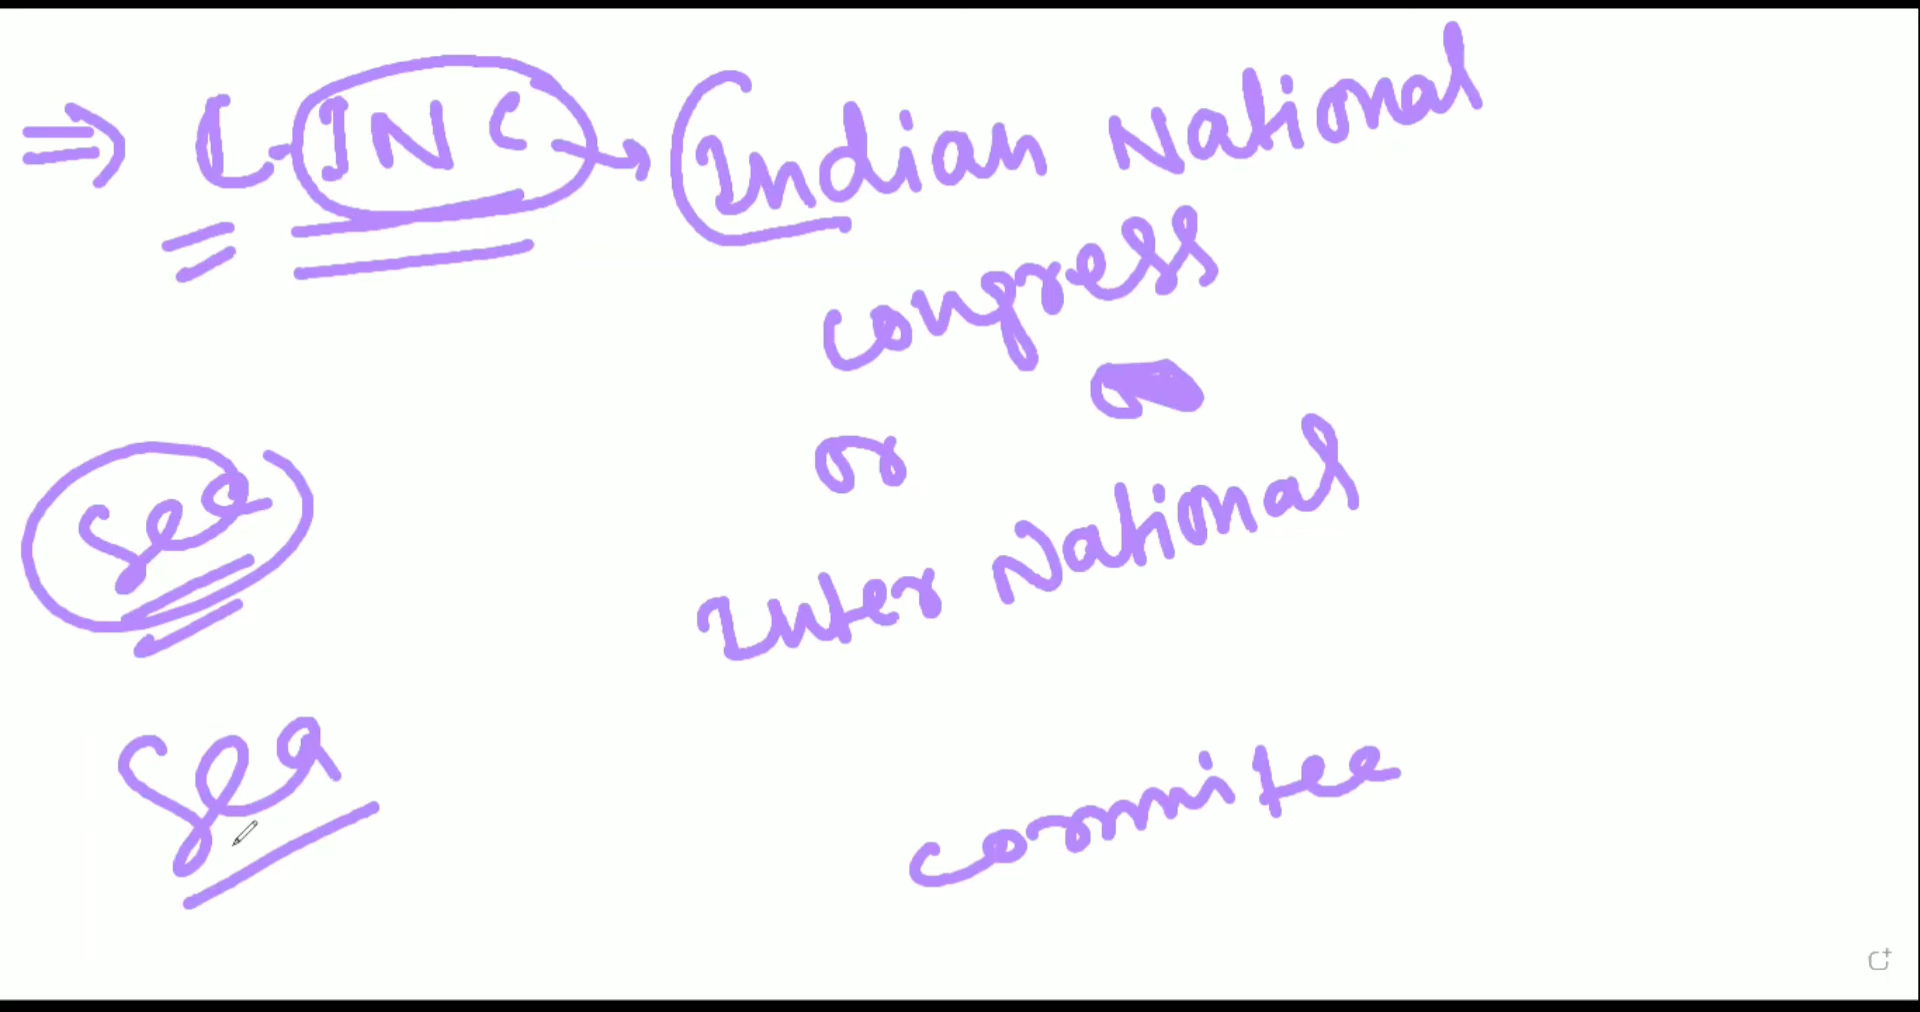 ⇒ L-INC → Indian National
Congress
or
Inter National
Sea
Sea
commitee